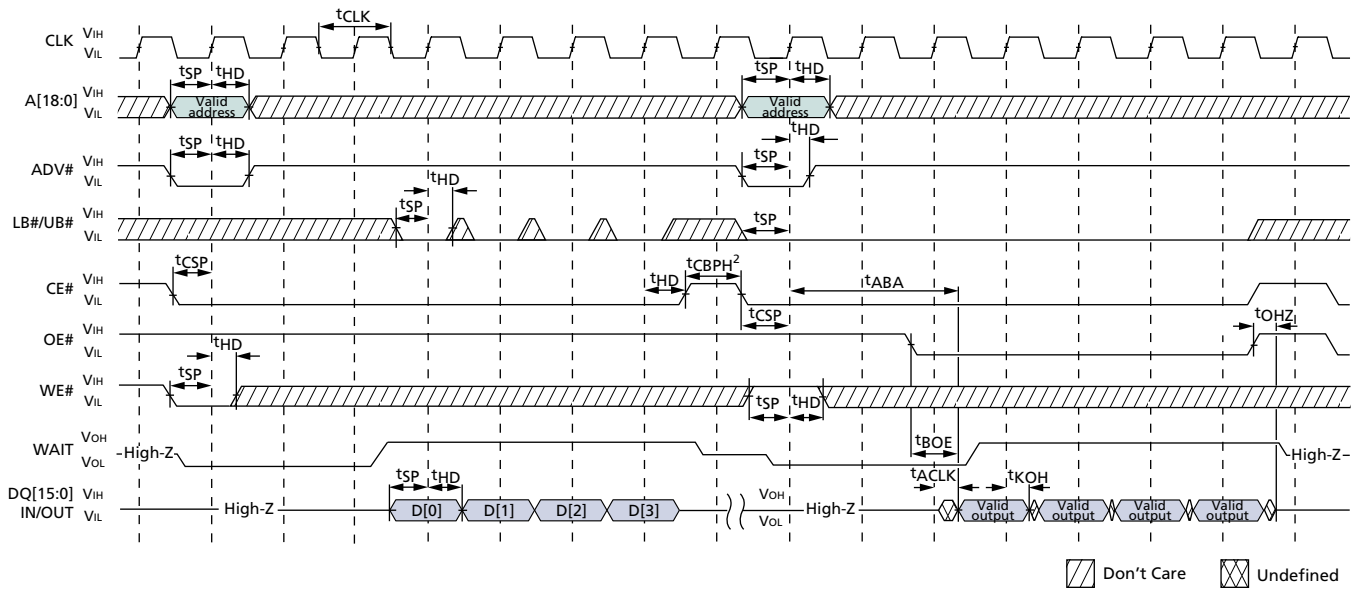 tCLK
CLK VIH
VIL
tSP tHD tSP tHD
A[18:0] VIH
VIL
Valid address
Valid address
tSP tHD tSP tHD
ADV# VIH
VIL
tSP tHD
LB#/UB# VIH
VIL
tSP
tCSP tHD tCBPH2 tABA
CE# VIH
VIL
tCSP
OE# VIH
VIL
tOHZ
tSP tHD
WE# VIH
VIL
tSP tHD
tBOE
WAIT VOH
VOL
High-Z
High-Z
tSP tHD tACLK tKOH
DQ[15:0] IN/OUT VIH
VIL
High-Z
D[0] D[1] D[2] D[3]
VOH
VOL
High-Z
Valid output
Valid output
Valid output
Valid output
Don't Care
Undefined